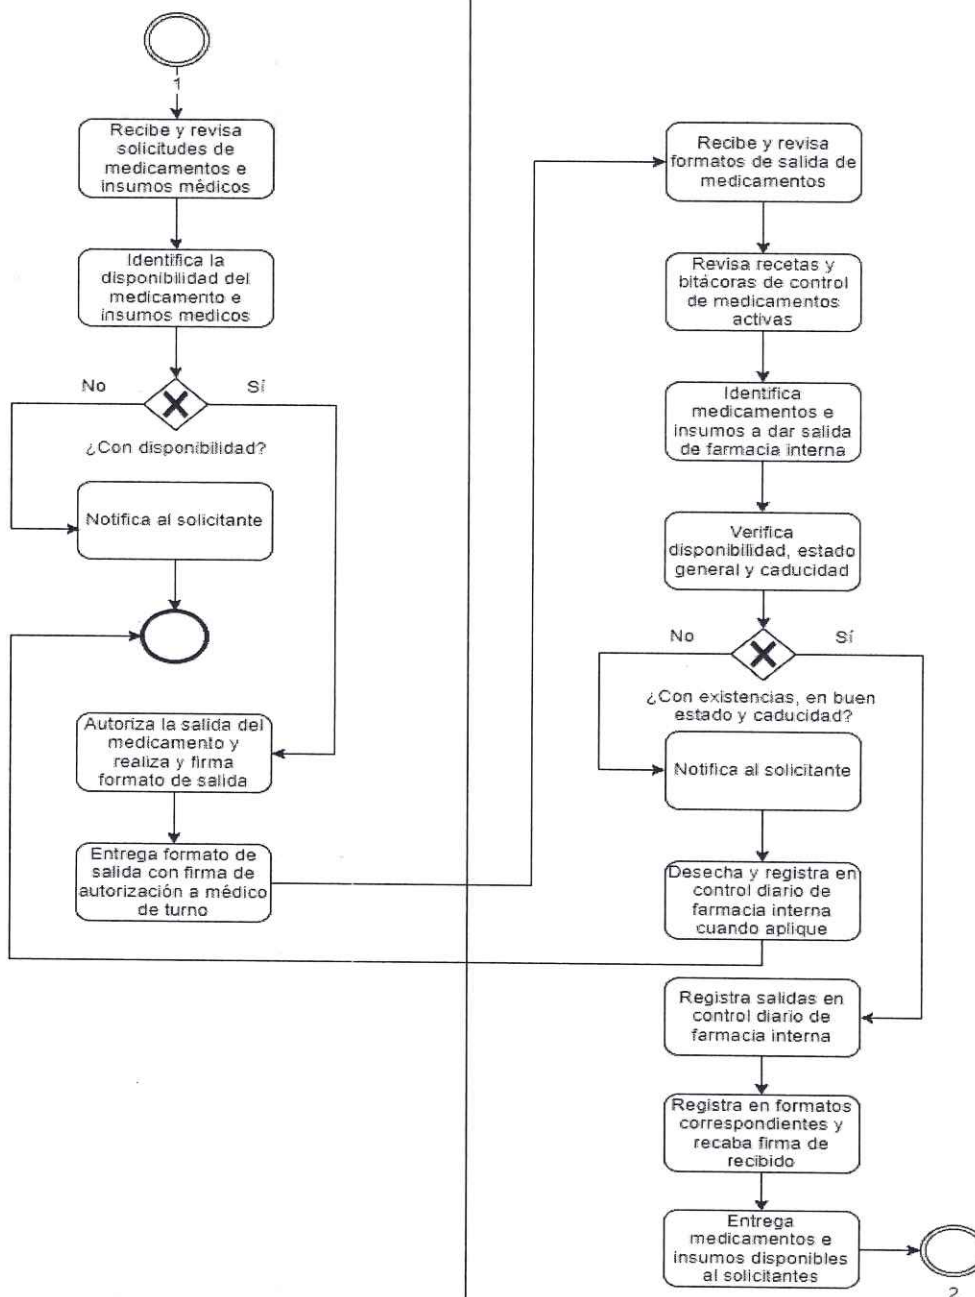 1
Recibe y revisa
solicitudes de
medicamentos e
insumos médicos
Identifica la
disponibilidad del
medicamento e
insumos medicos
No
Sí
¿Con disponibilidad?
Notifica al solicitante
Autoriza la salida del
medicamento y
realiza y firma
formato de salida
Entrega formato de
salida con firma de
autorización a médico
de turno
Recibe y revisa
formatos de salida de
medicamentos
Revisa recetas y
bitácoras de control
de medicamentos
activas
Identifica
medicamentos e
insumos a dar salida
de farmacia interna
Verifica
disponibilidad, estado
general y caducidad
No
Sí
¿Con existencias, en buen
estado y caducidad?
Notifica al solicitante
Desecha y registra en
control diario de
farmacia interna
cuando aplique
Registra salidas en
control diario de
farmacia interna
Registra en formatos
correspondientes y
recaba firma de
recibido
Entrega
medicamentos e
insumos disponibles
al solicitantes
2